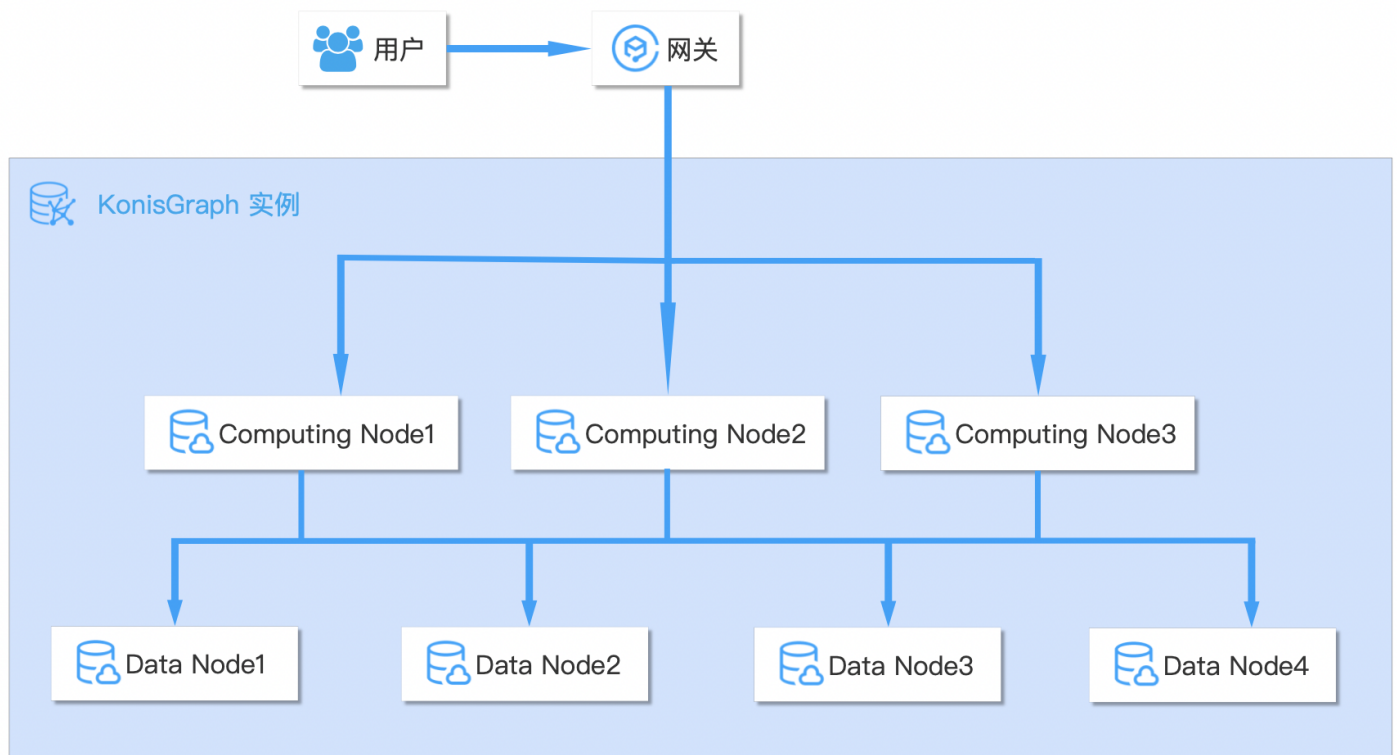 用户
网关
KonisGraph 实例
Computing Node1
Computing Node2
Computing Node3
Data Node1
Data Node2
Data Node3
Data Node4